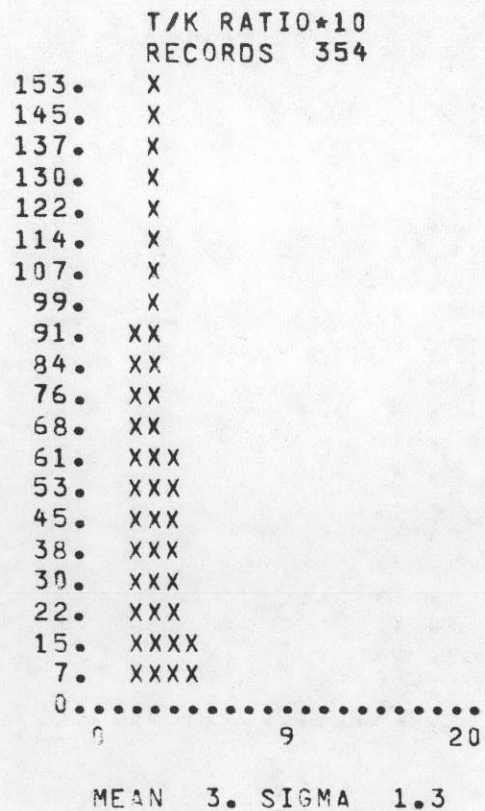 T/K RATIO*10
RECORDS 354
153. X
145. X
137. X
130. X
122. X
114. X
107. X
99. X
91. XX
84. XX
76. XX
68. XX
61. XXX
53. XXX
45. XXX
38. XXX
30. XXX
22. XXX
15. XXXX
7. XXXX
0.....................
0 9 20
MEAN 3. SIGMA 1.3